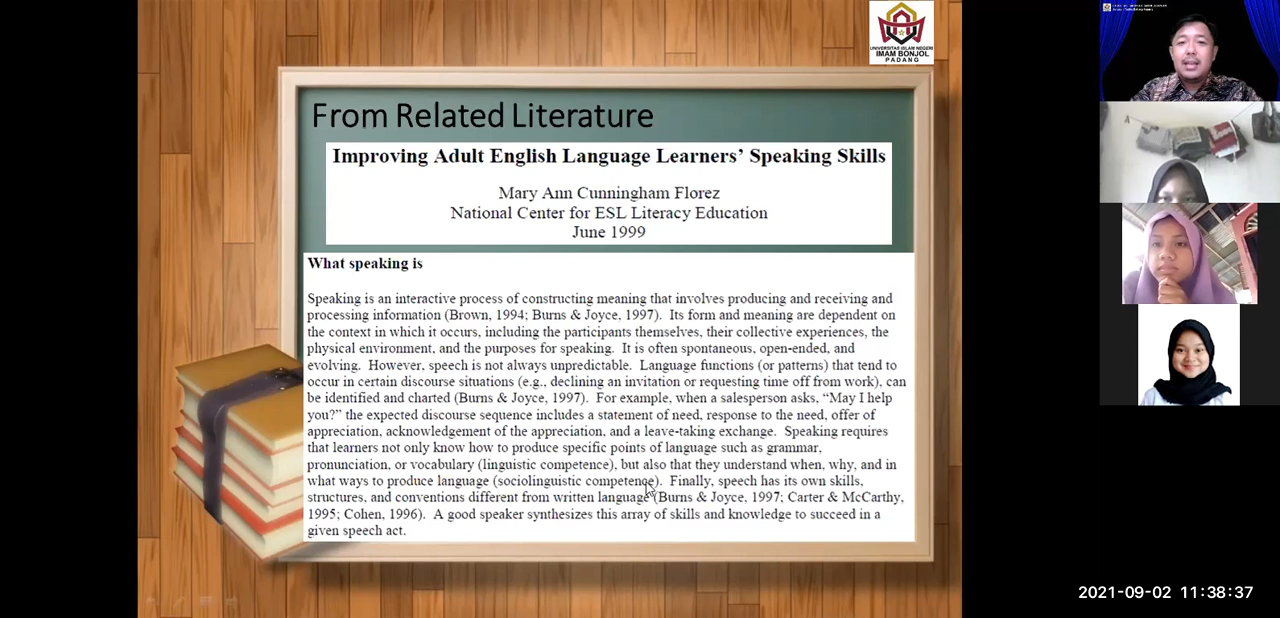 UNIVERSITAS ISLAM NEGERI
IMAM BONJOL
PADANG
From Related Literature
Improving Adult English Language Learners' Speaking Skills
Mary Ann Cunningham Florez
National Center for ESL Literacy Education
June 1999
What speaking is
Speaking is an interactive process of constructing meaning that involves producing and receiving and
processing information (Brown, 1994; Burns & Joyce, 1997). Its form and meaning are dependent on
the context in which it occurs, including the participants themselves, their collective experiences, the
physical environment, and the purposes for speaking. It is often spontaneous, open-ended, and
evolving. However, speech is not always unpredictable. Language functions (or patterns) that tend to
occur in certain discourse situations (e.g., declining an invitation or requesting time off from work), can
be identified and charted (Burns & Joyce, 1997). For example, when a salesperson asks, “May I help
you?” the expected discourse sequence includes a statement of need, response to the need, offer of
appreciation, acknowledgement of the appreciation, and a leave-taking exchange. Speaking requires
that learners not only know how to produce specific points of language such as grammar,
pronunciation, or vocabulary (linguistic competence), but also that they understand when, why, and in
what ways to produce language (sociolinguistic competence). Finally, speech has its own skills,
structures, and conventions different from written language (Burns & Joyce, 1997; Carter & McCarthy,
1995; Cohen, 1996). A good speaker synthesizes this array of skills and knowledge to succeed in a
given speech act.
2021-09-02 11:38:37